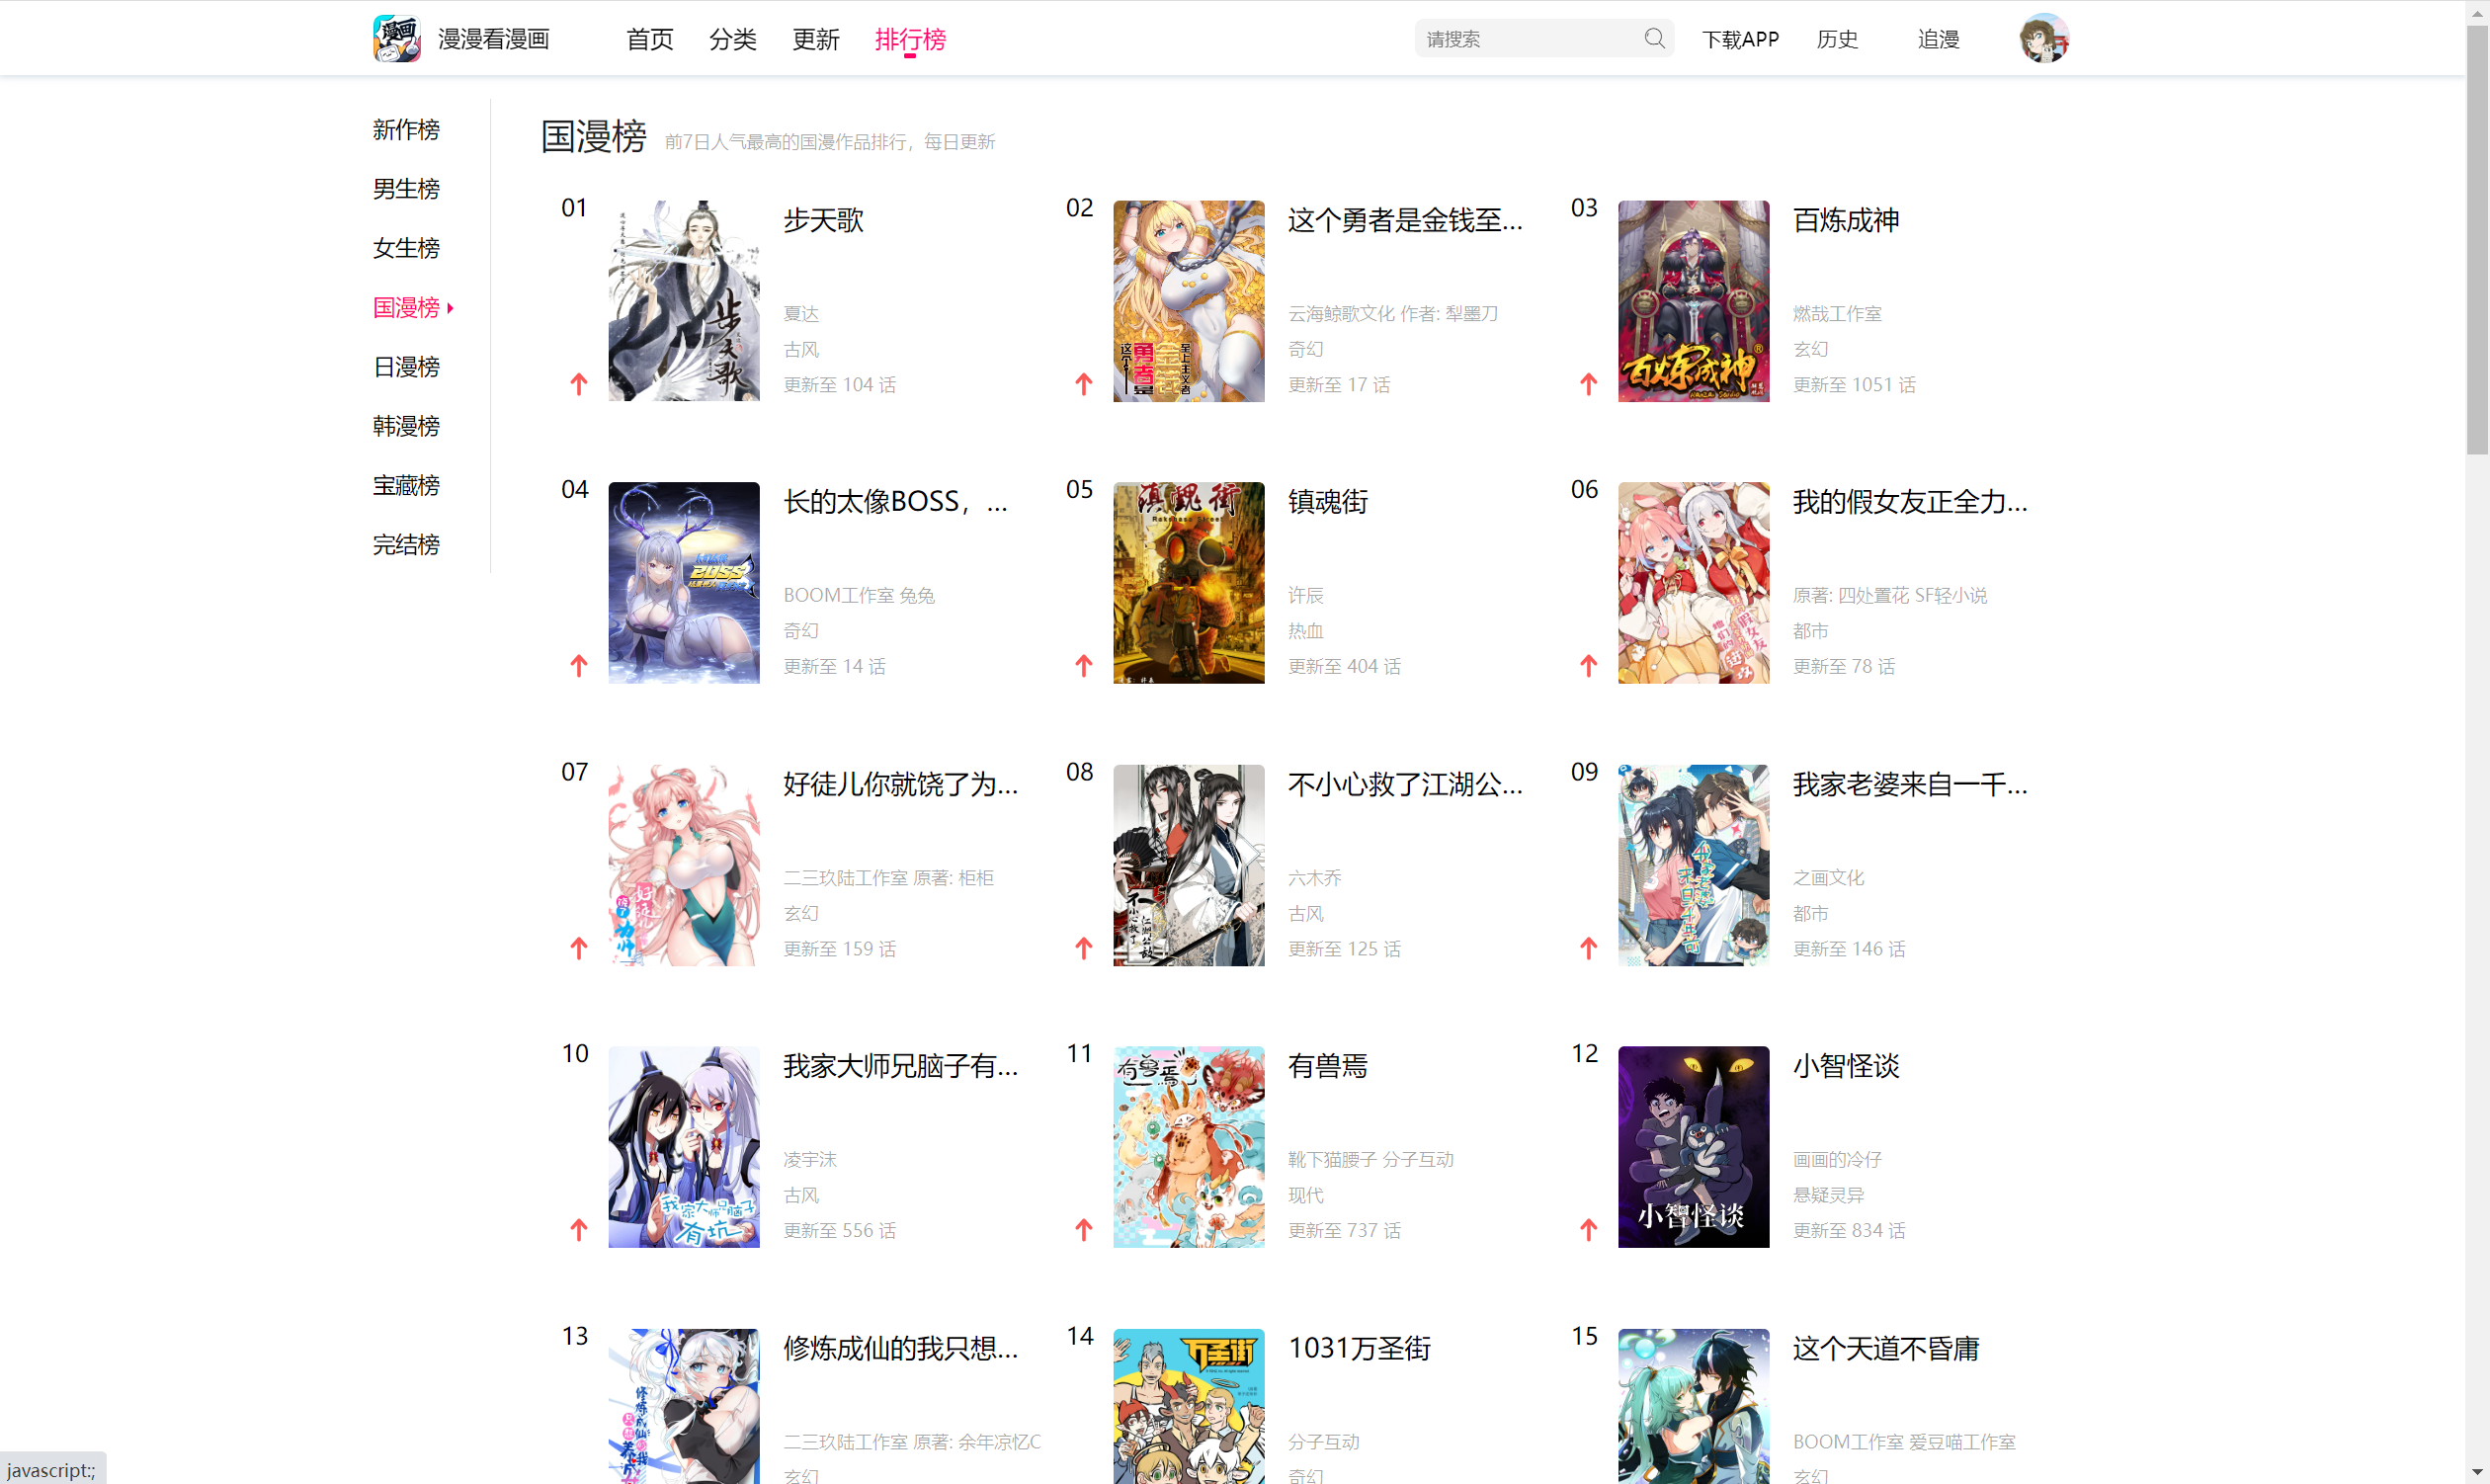 漫漫看漫画
首页
分类
更新
排行榜
请搜索
下载APP
历史
追漫
新作榜
男生榜
女生榜
国漫榜
日漫榜
韩漫榜
宝藏榜
完结榜
国漫榜 前7日人气最高的国漫作品排行，每日更新
01
步天歌
夏达
古风
更新至 104 话
02
这个勇者是金钱至...
云海鲸歌文化 作者: 犁墨刀
奇幻
更新至 17 话
03
百炼成神
燃哉工作室
玄幻
更新至 1051 话
04
长的太像BOSS，...
BOOM工作室 兔兔
奇幻
更新至 14 话
05
镇魂街
许辰
热血
更新至 404 话
06
我的假女友正全力...
原著: 四处置花 SF轻小说
都市
更新至 78 话
07
好徒儿你就饶了为...
二三玖陆工作室 原著: 柜柜
玄幻
更新至 159 话
08
不小心救了江湖公...
六木乔
古风
更新至 125 话
09
我家老婆来自一千...
之画文化
都市
更新至 146 话
10
我家大师兄脑子有...
凌宇沫
古风
更新至 556 话
11
有兽焉
靴下猫腰子 分子互动
现代
更新至 737 话
12
小智怪谈
画画的冷仔
悬疑灵异
更新至 834 话
13
修炼成仙的我只想...
二三玖陆工作室 原著: 余年凉忆C
玄幻
14
1031万圣街
分子互动
奇幻
15
这个天道不昏庸
BOOM工作室 爱豆喵工作室
玄幻
javascript:;